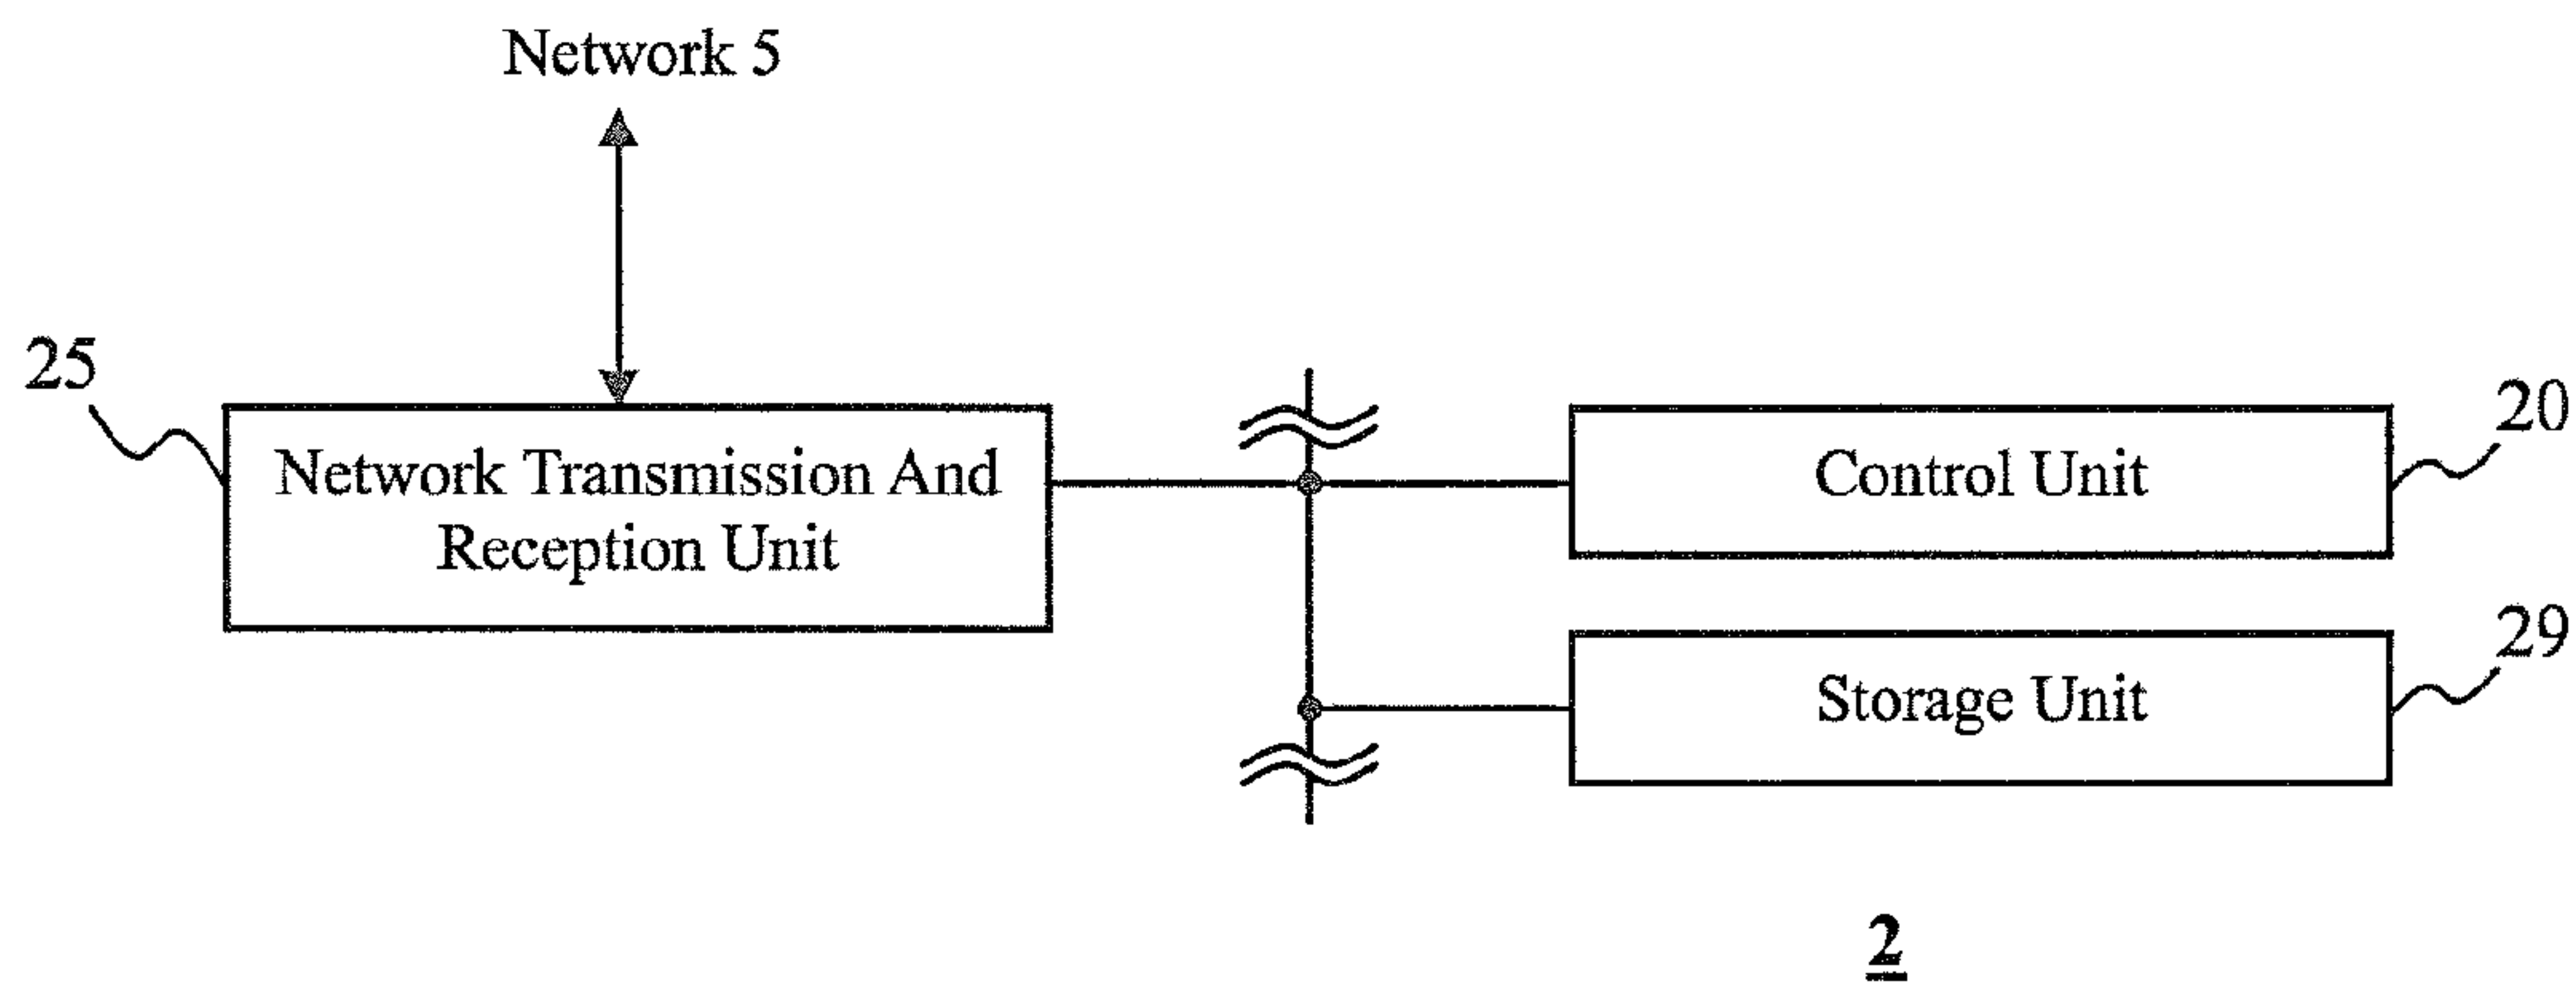 Network 5
25
Network Transmission And
Reception Unit
Control Unit
20
Storage Unit
29
2